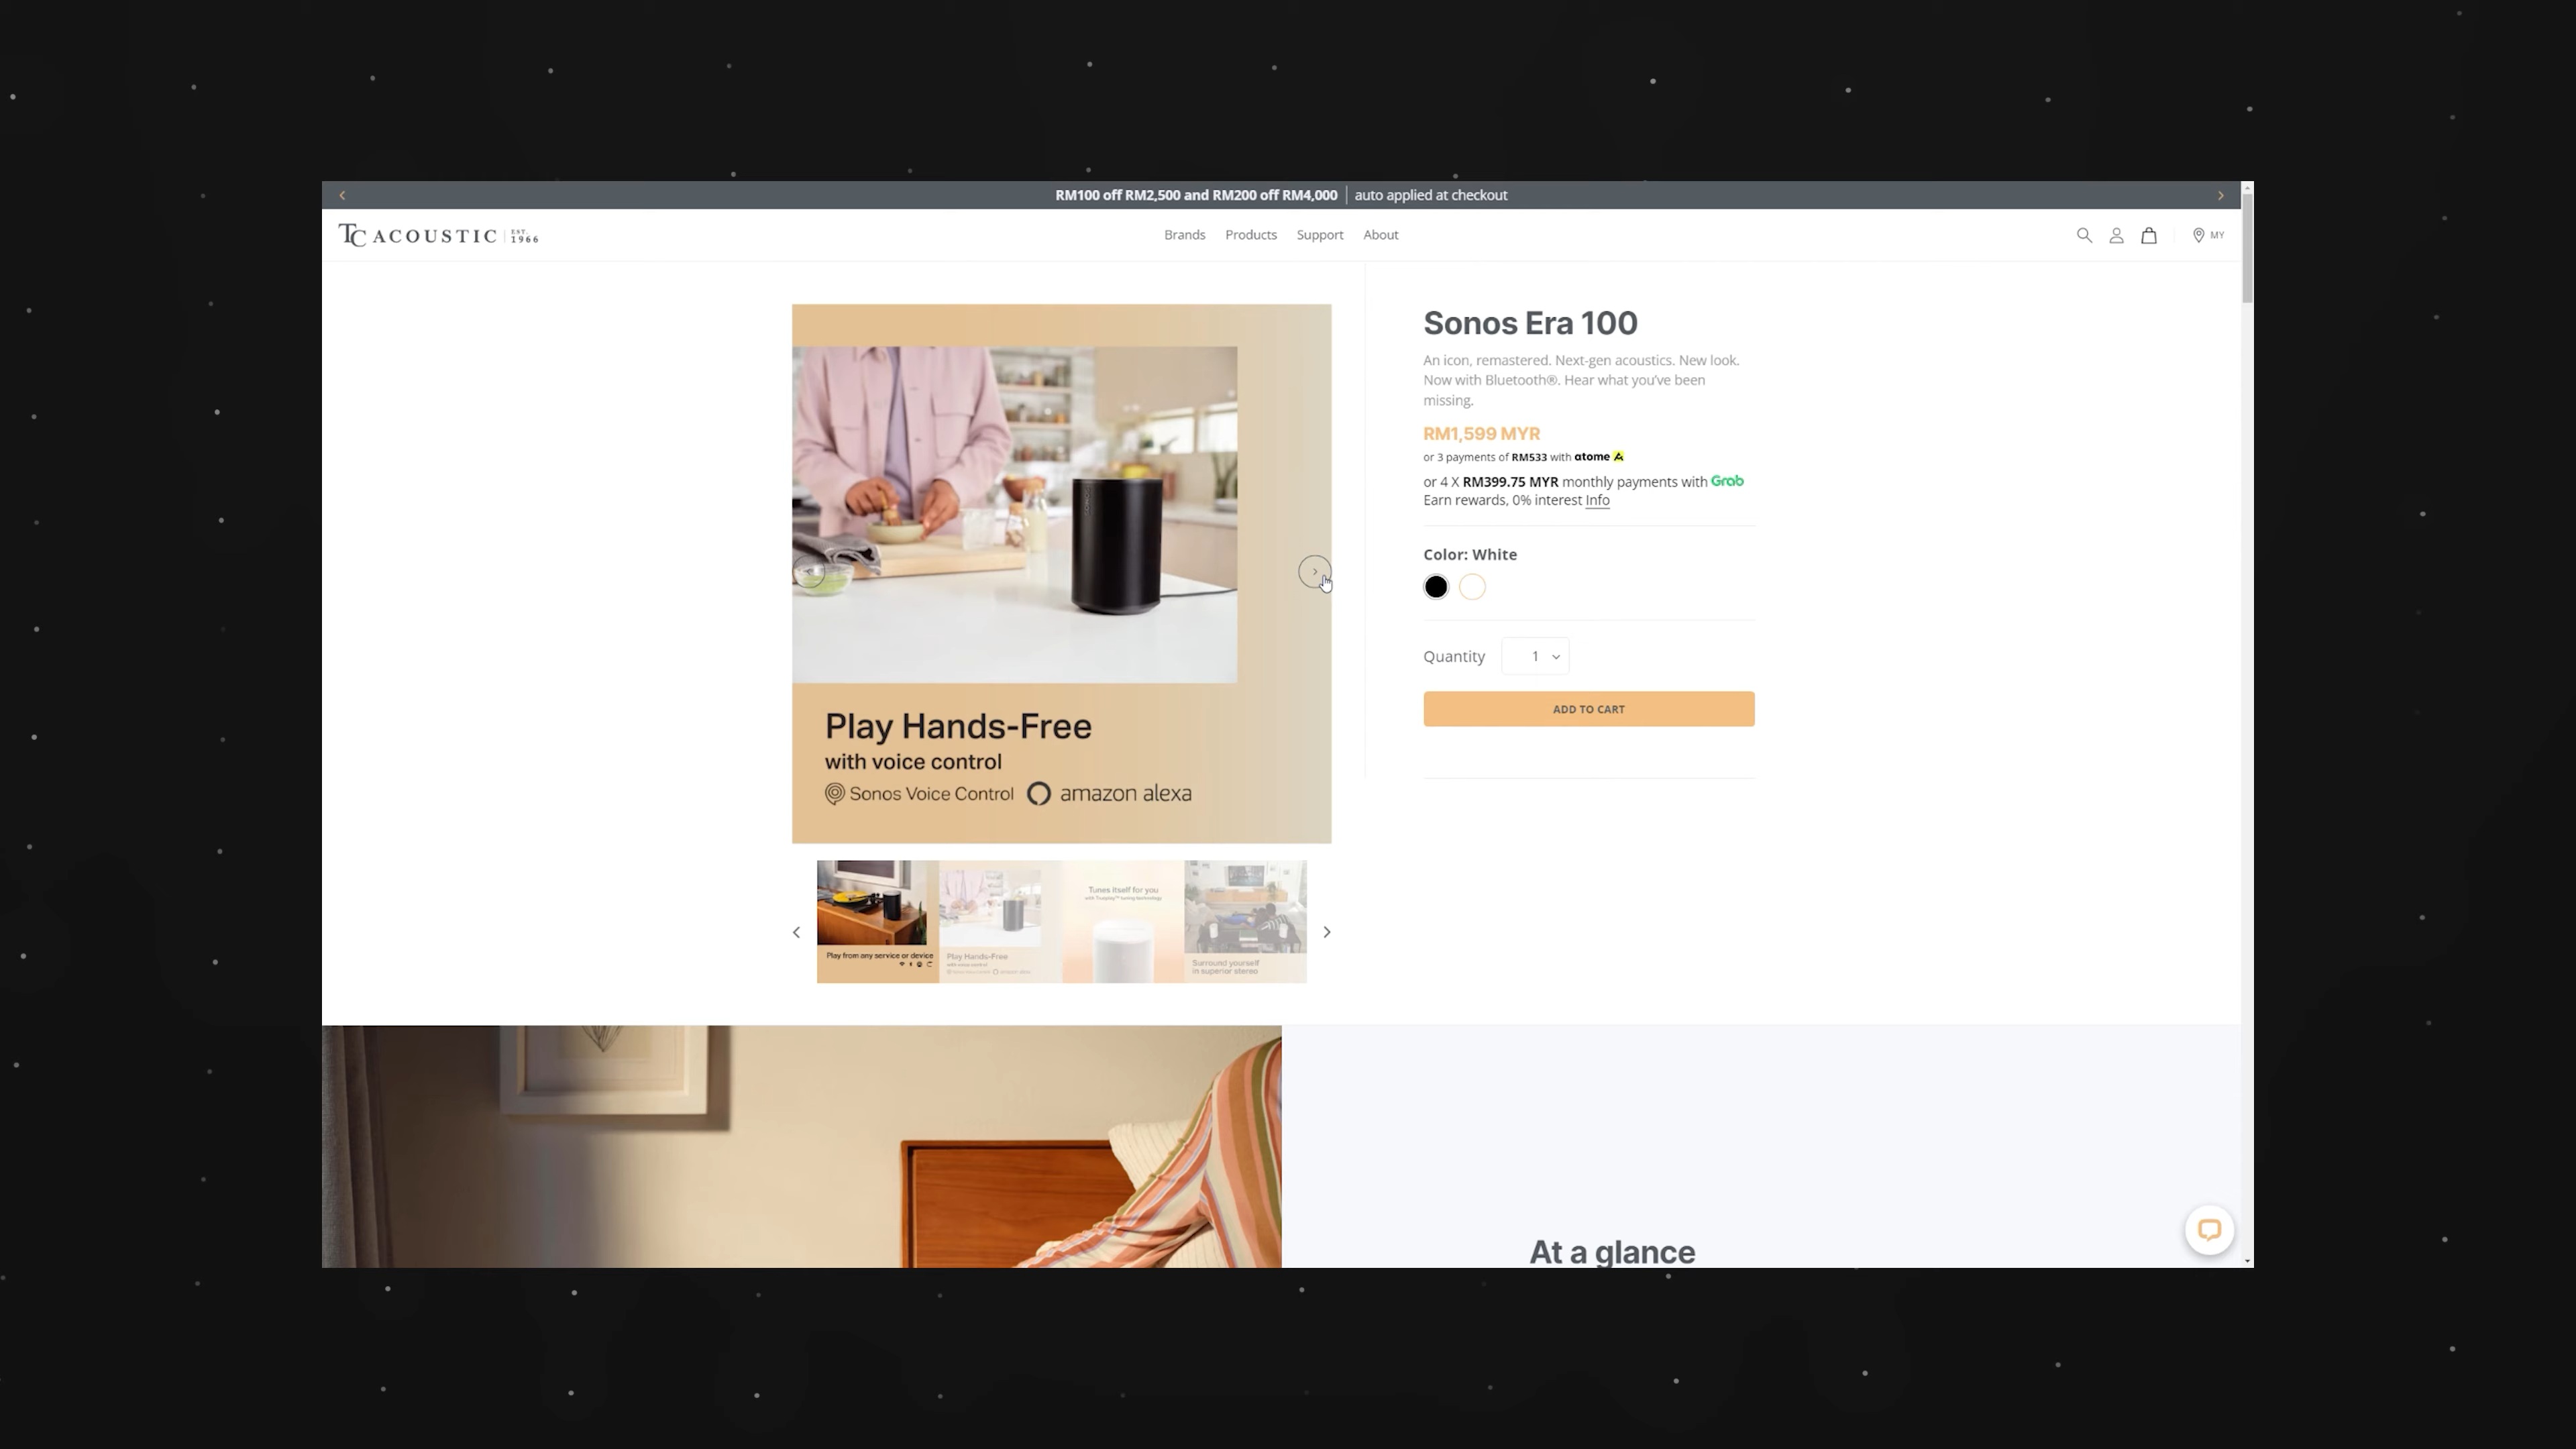 RM100 off RM2,500 and RM200 off RM4,000 | auto applied at checkout
TC ACOUSTIC | EST. 1966
Brands Products Support About
MY
Sonos Era 100
An icon, remastered. Next-gen acoustics. New look.
Now with Bluetooth®. Hear what you've been
missing.
RM1,599 MYR
or 3 payments of RM533 with atome
or 4 X RM399.75 MYR monthly payments with Grab
Earn rewards, 0% interest Info
Color: White
Quantity 1
ADD TO CART
SONOS
Play Hands-Free
with voice control
Sonos Voice Control amazon alexa
Play from any service or device
Play Hands-Free
with voice control
Sonos Voice Control amazon alexa
Tunes itself for you
with Trueplay™ tuning technology
Surround yourself
in superior stereo
At a glance